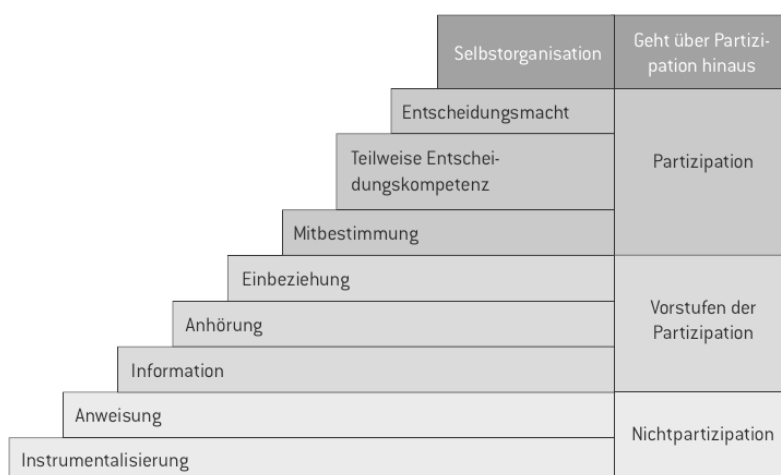 Selbstorganisation
Geht über Partizi-
pation hinaus
Entscheidungsmacht
Teilweise Entschei-
dungskompetenz
Partizipation
Mitbestimmung
Einbeziehung
Anhörung
Vorstufen der
Partizipation
Information
Anweisung
Nichtpartizipation
Instrumentalisierung